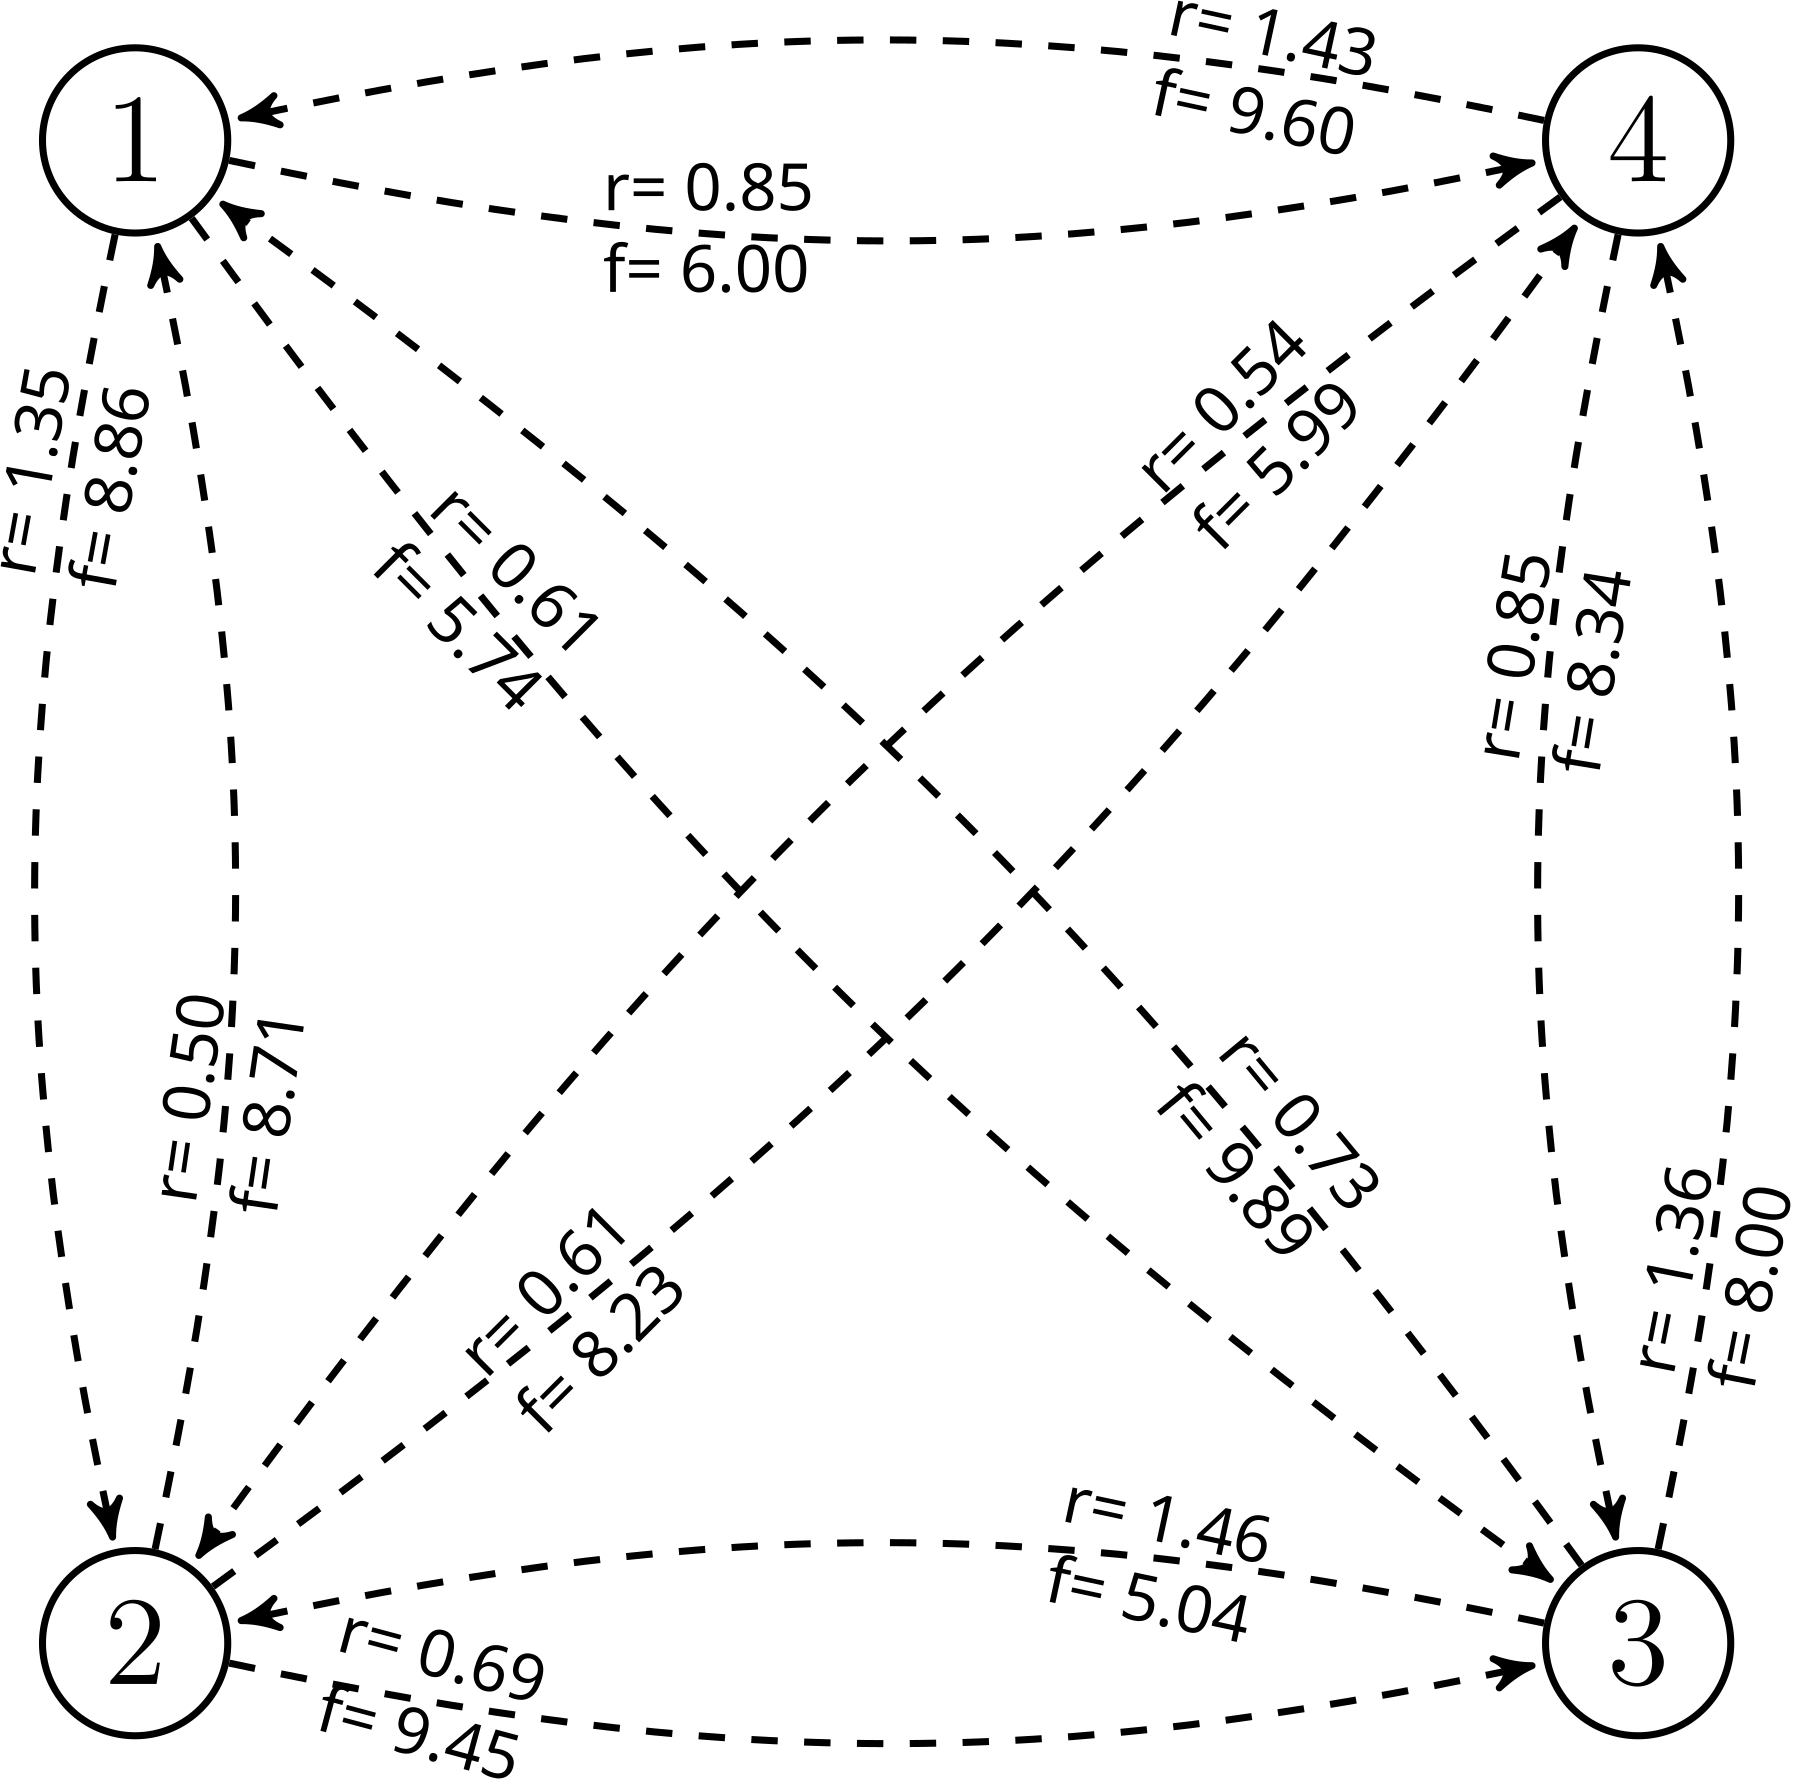 r= 1.43
f= 9.60
1
4
r= 0.85
f= 6.00
r= 1.35
f= 8.86
r= 0.54
f= 5.99
r= 0.61
f= 5.74
r= 0.85
f= 8.34
r= 0.50
f= 8.71
r= 0.73
f= 9.89
r= 1.36
f= 8.00
r= 0.61
f= 8.23
r= 1.46
f= 5.04
2
3
r= 0.69
f= 9.45